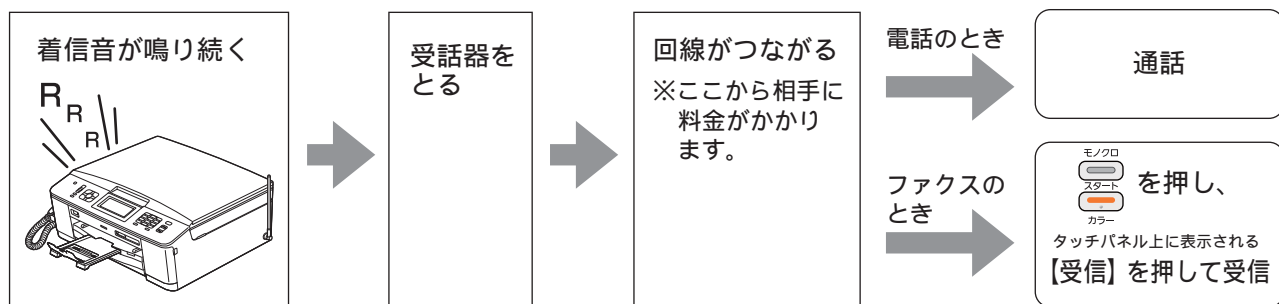 着信音が鳴り続く
R
R
R
受話器を
とる
回線がつながる
※ここから相手に
料金がかかり
ます。
電話のとき
通話
ファクスの
とき
モノクロ
スタート
カラー
を押し、
タッチパネル上に表示される
【受信】を押して受信